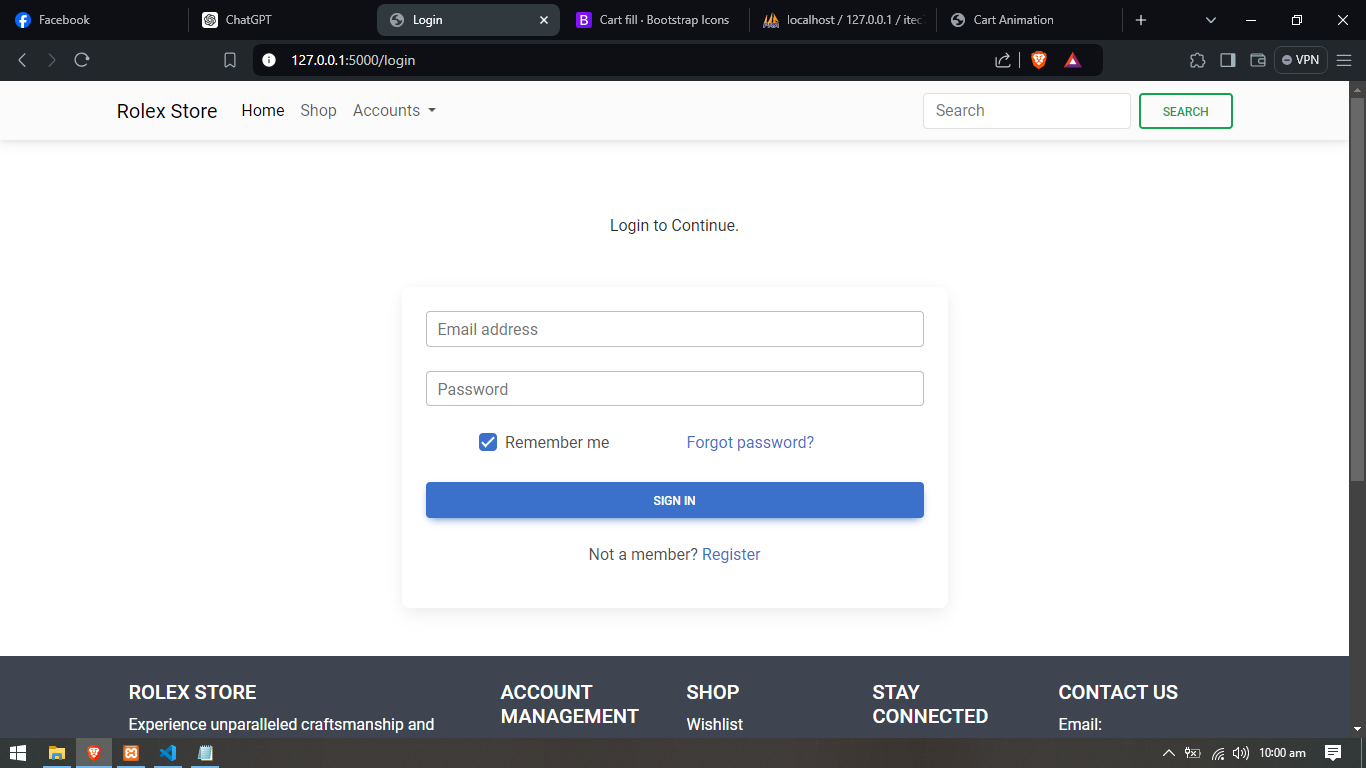 Facebook
ChatGPT
Login
Cart fill · Bootstrap Icons
localhost / 127.0.0.1 / itec
Cart Animation
127.0.0.1:5000/login
VPN
Rolex Store Home Shop Accounts
Search SEARCH
Login to Continue.
Email address
Password
Remember me Forgot password?
SIGN IN
Not a member? Register
ROLEX STORE
Experience unparalleled craftsmanship and
ACCOUNT
MANAGEMENT
SHOP
Wishlist
STAY
CONNECTED
CONTACT US
Email:
10:00 am